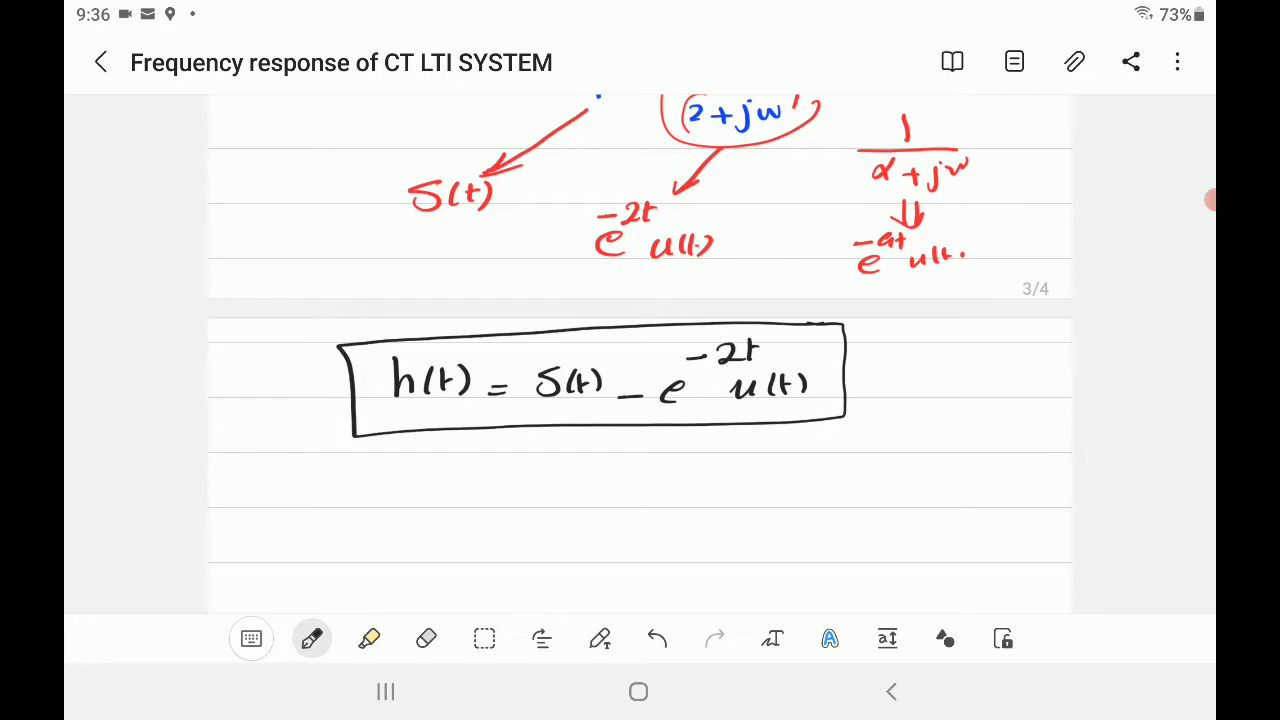 9:36 73%
Frequency response of CT LTI SYSTEM
2 + jw
1
α + jw
δ(t)
e^-2t u(t)
e^-at u(t.
3/4
h(t) = δ(t) - e^-2t u(t)